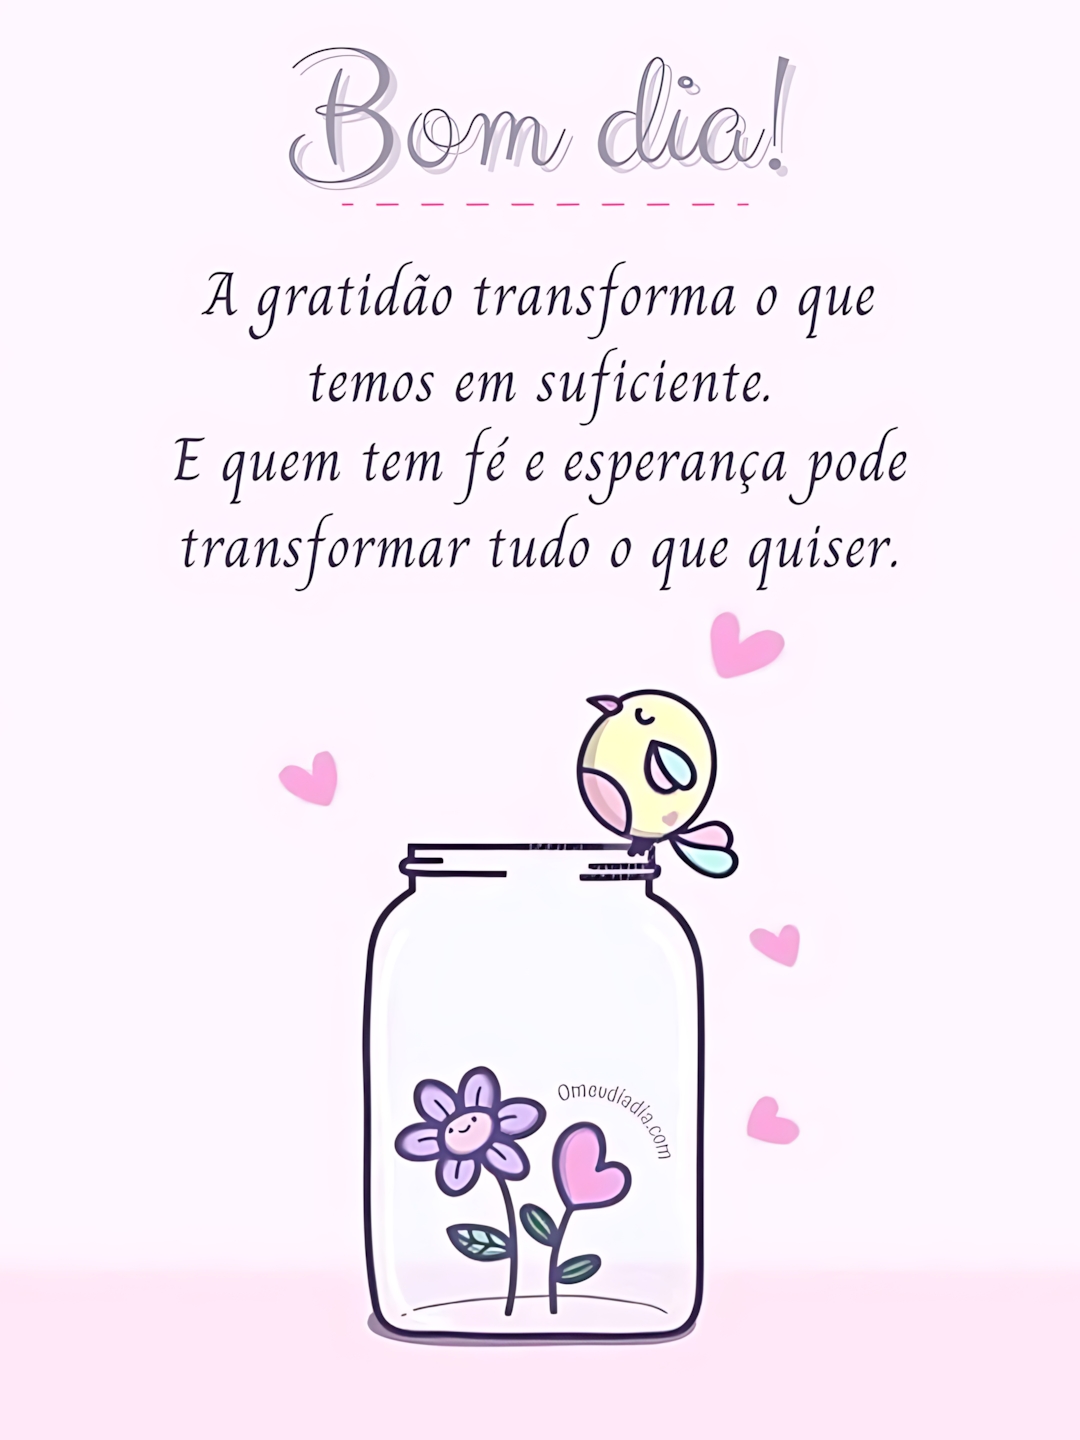 Bom dia!
A gratidão transforma o que
temos em suficiente.
E quem tem fé e esperança pode
transformar tudo o que quiser.
Omeudiadia.com